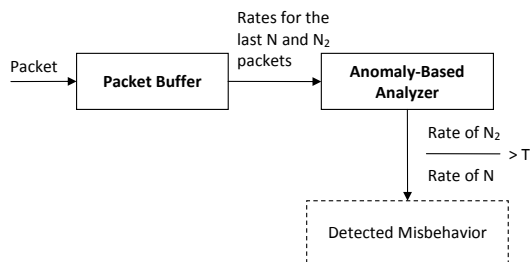 Rates for the
last N and N₂
packets
Packet
Packet Buffer
Anomaly-Based
Analyzer
Rate of N₂
> T
Rate of N
Detected Misbehavior